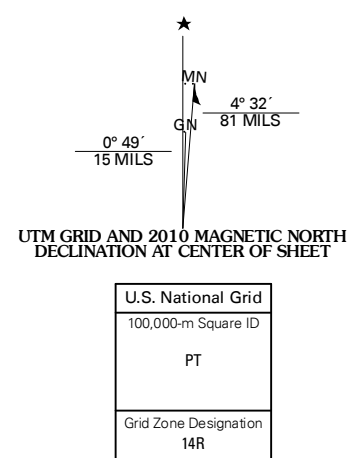 ★
MN
4° 32´
81 MILS
GN
0° 49´
15 MILS
UTM GRID AND 2010 MAGNETIC NORTH
DECLINATION AT CENTER OF SHEET
U.S. National Grid
100,000-m Square ID
PT
Grid Zone Designation
14R